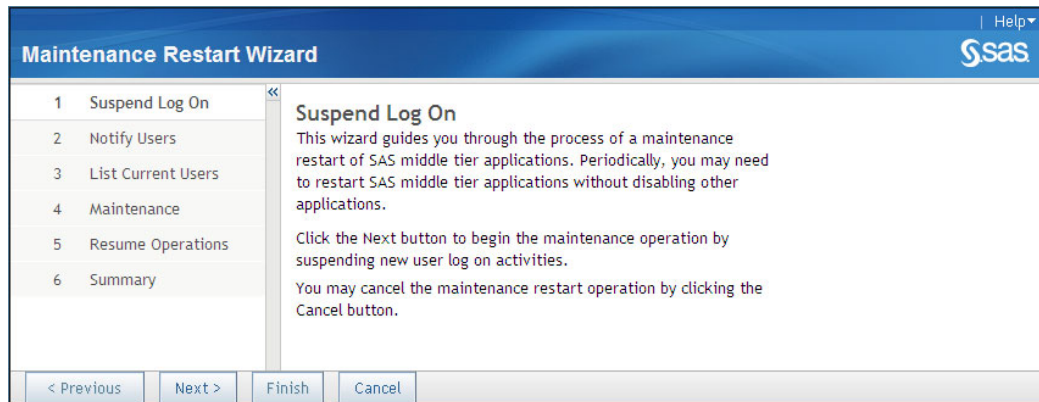 | Help
Maintenance Restart Wizard
sas
1 Suspend Log On
2 Notify Users
3 List Current Users
4 Maintenance
5 Resume Operations
6 Summary
«
Suspend Log On
This wizard guides you through the process of a maintenance
restart of SAS middle tier applications. Periodically, you may need
to restart SAS middle tier applications without disabling other
applications.
Click the Next button to begin the maintenance operation by
suspending new user log on activities.
You may cancel the maintenance restart operation by clicking the
Cancel button.
< Previous
Next >
Finish
Cancel